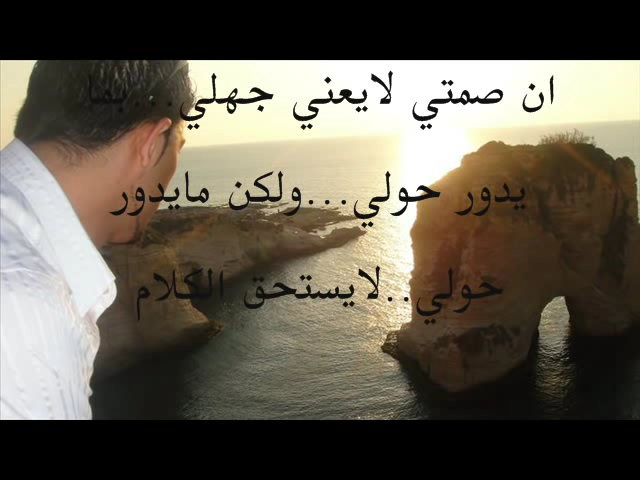 ان صمتي لايعني جهلي...بما
يدور حولي...ولكن مايدور
حولي..لايستحق الكلام